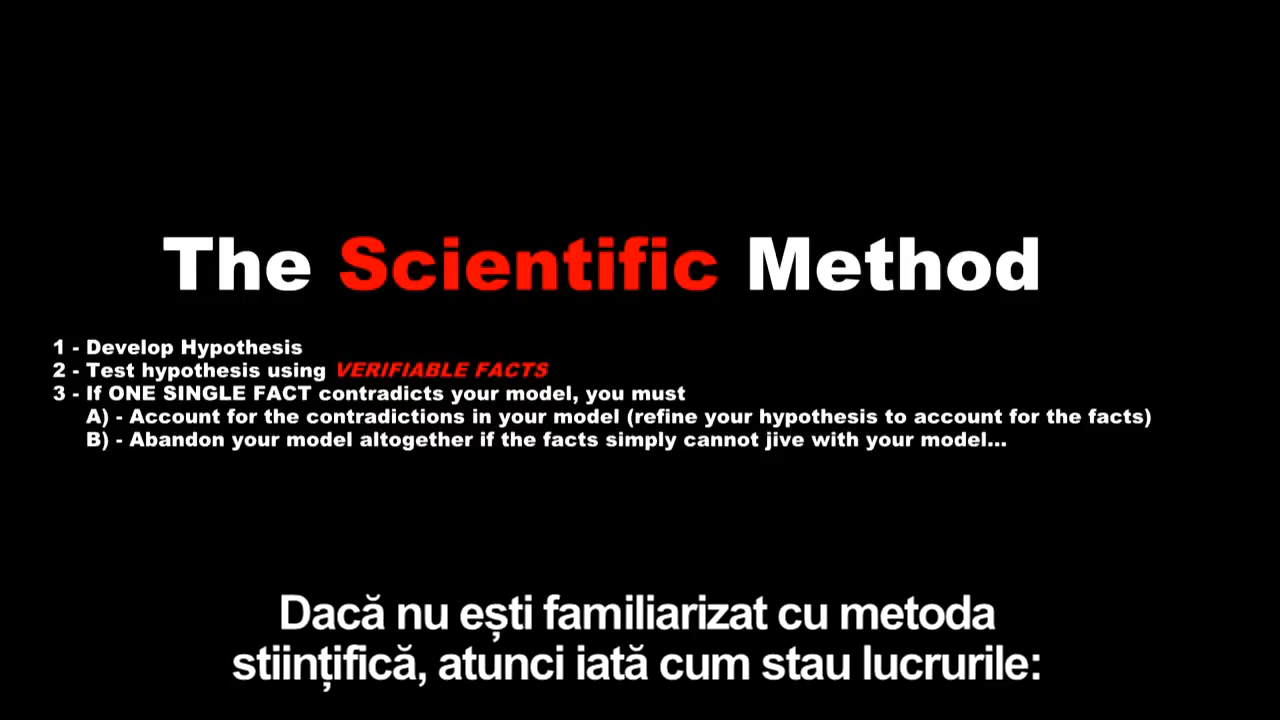 The Scientific Method
1 - Develop Hypothesis
2 - Test hypothesis using VERIFIABLE FACTS
3 - If ONE SINGLE FACT contradicts your model, you must
A) - Account for the contradictions in your model (refine your hypothesis to account for the facts)
B) - Abandon your model altogether if the facts simply cannot jive with your model...
Dacă nu ești familiarizat cu metoda
stiințifică, atunci iată cum stau lucrurile: